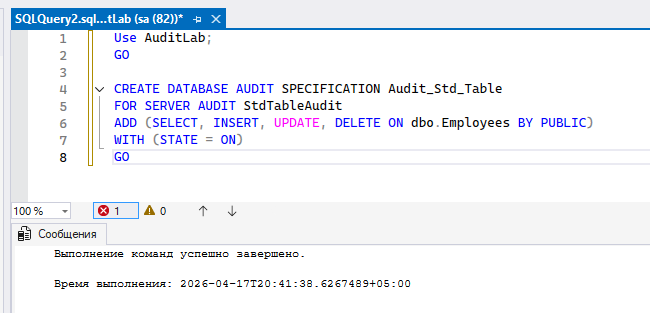 SQLQuery2.sql...tLab (sa (82))*
1 Use AuditLab;
2 GO
3
4 CREATE DATABASE AUDIT SPECIFICATION Audit_Std_Table
5 FOR SERVER AUDIT StdTableAudit
6 ADD (SELECT, INSERT, UPDATE, DELETE ON dbo.Employees BY PUBLIC)
7 WITH (STATE = ON)
8 GO
100 % 1 0
Сообщения
Выполнение команд успешно завершено.
Время выполнения: 2026-04-17T20:41:38.6267489+05:00